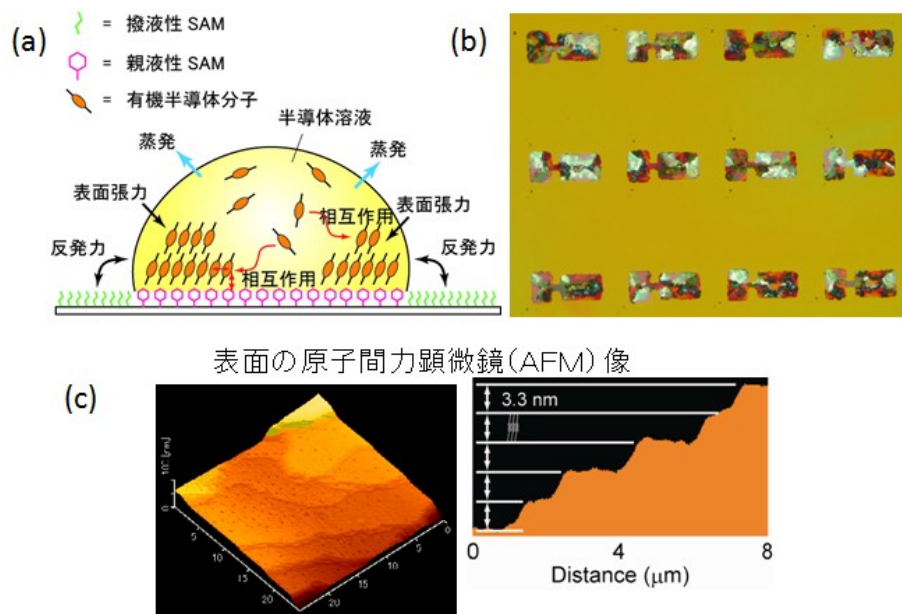 (a)
= 撥液性 SAM
= 親液性 SAM
= 有機半導体分子
半導体溶液
蒸発
蒸発
表面張力
相互作用
表面張力
反発力
反発力
相互作用
(b)
表面の原子間力顕微鏡(AFM)像
(c)
0
5
10
15
20
0
5
10
15
20
3.3 nm
0
4
8
Distance (μm)